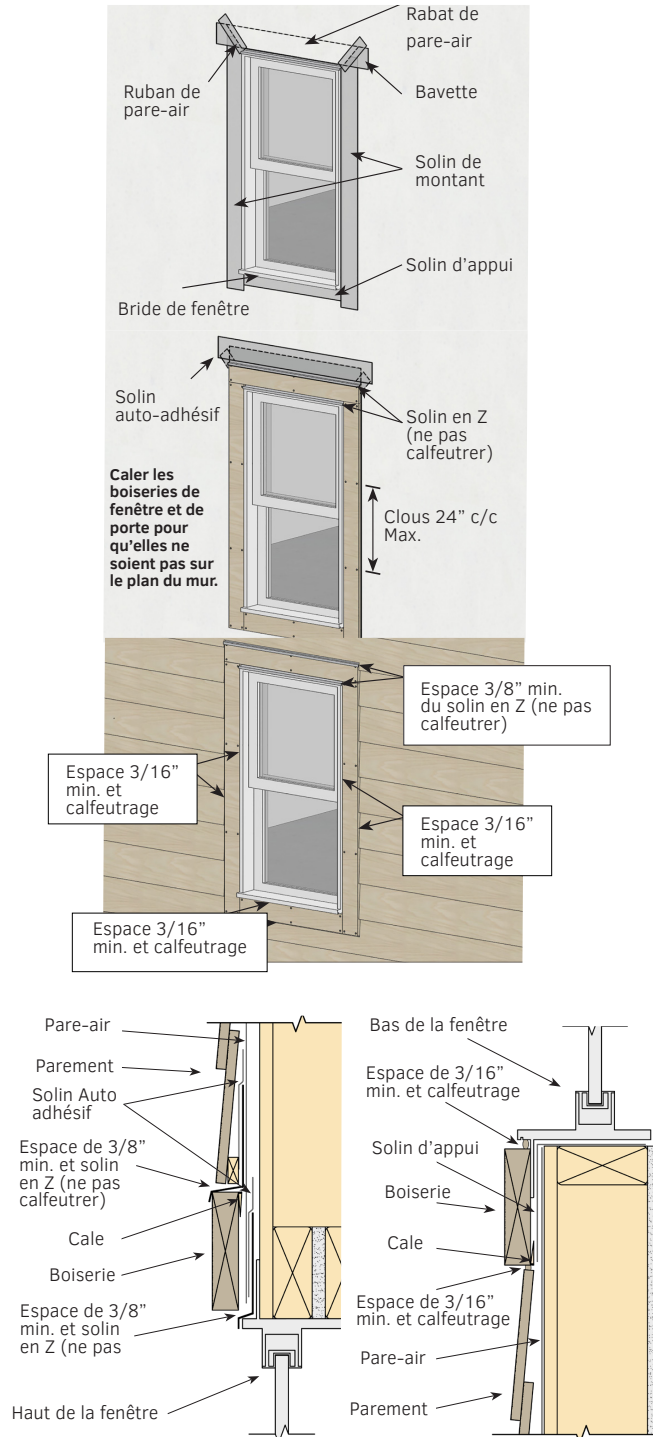 Rabat de
pare-air
Ruban de
pare-air
Bavette
Solin de
montant
Solin d'appui
Bride de fenêtre
Solin
auto-adhésif
Solin en Z
(ne pas
calfeutrer)
Caler les
boiseries de
fenêtre et de
porte pour
qu'elles ne
soient pas sur
le plan du mur.
Clous 24” c/c
Max.
Espace 3/8” min.
du solin en Z (ne pas
calfeutrer)
Espace 3/16”
min. et
calfeutrage
Espace 3/16”
min. et
calfeutrage
Espace 3/16”
min. et calfeutrage
Pare-air
Parement
Solin Auto
adhésif
Espace de 3/8”
min. et solin
en Z (ne pas
calfeutrer)
Cale
Boiserie
Espace de 3/8”
min. et solin
en Z (ne pas
Haut de la fenêtre
Bas de la fenêtre
Espace de 3/16”
min. et calfeutrage
Solin d'appui
Boiserie
Cale
Espace de 3/16”
min. et calfeutrage
Pare-air
Parement